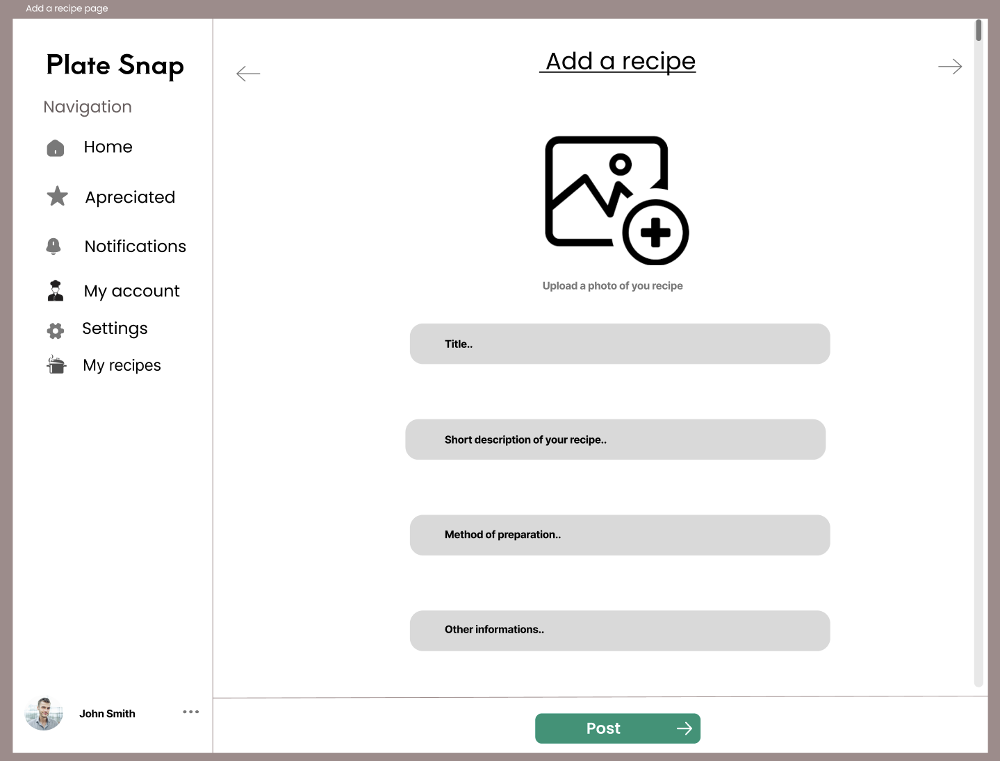 Add a recipe page
Plate Snap
Navigation
Home
Apreciated
Notifications
My account
Settings
My recipes
John Smith
Add a recipe
Upload a photo of you recipe
Title..
Short description of your recipe..
Method of preparation..
Other informations..
Post